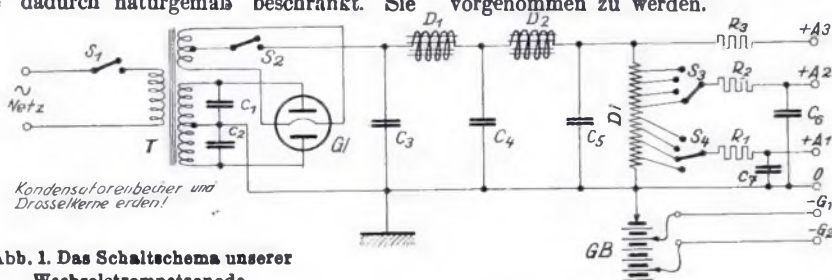 dadurch naturgemäß beschränkt. Sie
vorgenommen zu werden.
S1
~
Netz
T
S2
C1
C2
Gl
D1
D2
C3
C4
C5
Di
S3
S4
R3
R2
R1
C6
C7
+A3
+A2
+A1
0
-G1
-G2
GB
Kondensatorenbecher und
Drosselkerne erden!
Abb. 1. Das Schaltschema unserer
Wechselstromnetzanode